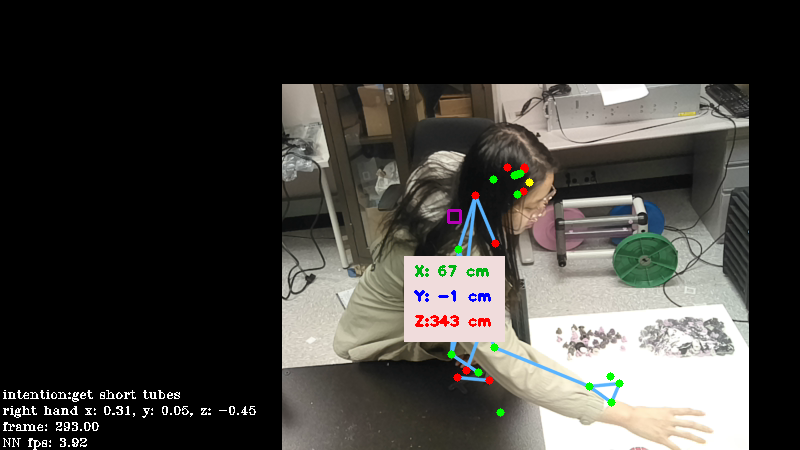 X: 67 cm
Y: -1 cm
Z:343 cm
intention:get short tubes
right hand x: 0.31, y: 0.05, z: -0.45
frame: 293.00
NN fps: 3.92